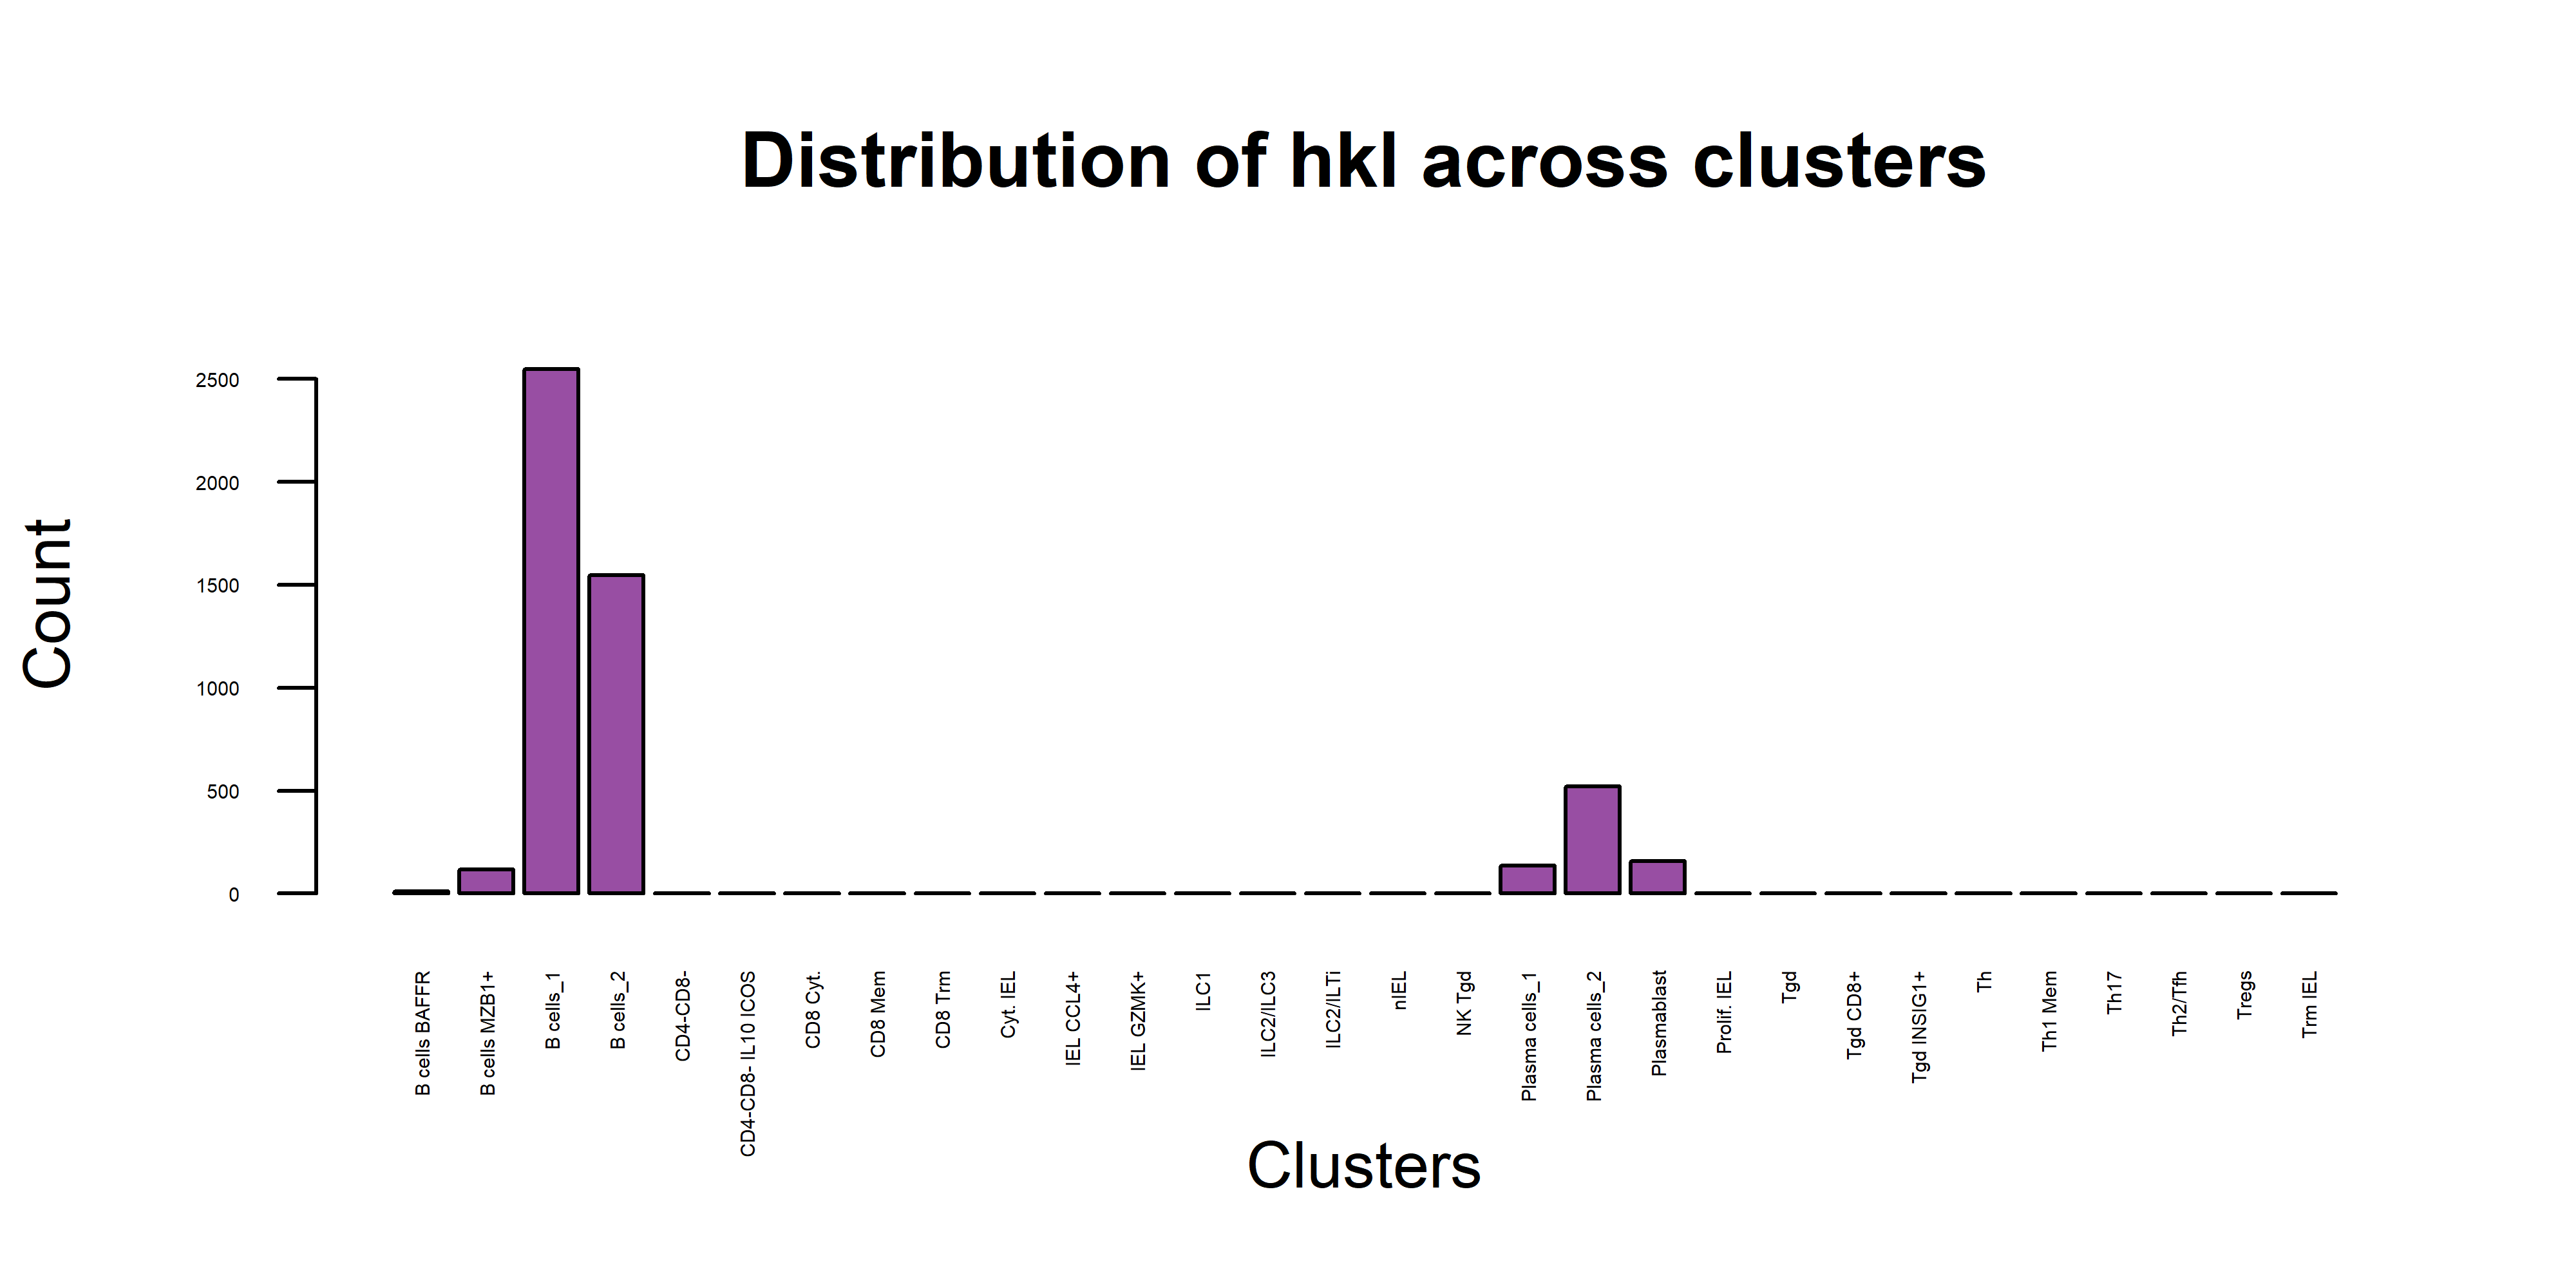 Distribution of hkl across clusters
Count
2500
2000
1500
1000
500
0
B cells BAFFR
B cells MZB1+
B cells_1
B cells_2
CD4-CD8-
CD4-CD8- IL10 ICOS
CD8 Cyt.
CD8 Mem
CD8 Trm
Cyt. IEL
IEL CCL4+
IEL GZMK+
ILC1
ILC2/ILC3
ILC2/ILTi
nIEL
NK Tgd
Plasma cells_1
Plasma cells_2
Plasmablast
Prolif. IEL
Tgd
Tgd CD8+
Tgd INSIG1+
Th
Th1 Mem
Th17
Th2/Tfh
Tregs
Trm IEL
Clusters